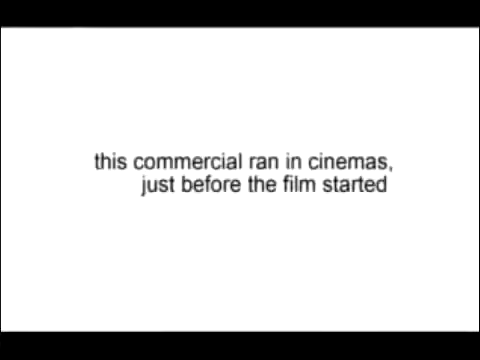 this commercial ran in cinemas,
just before the film started